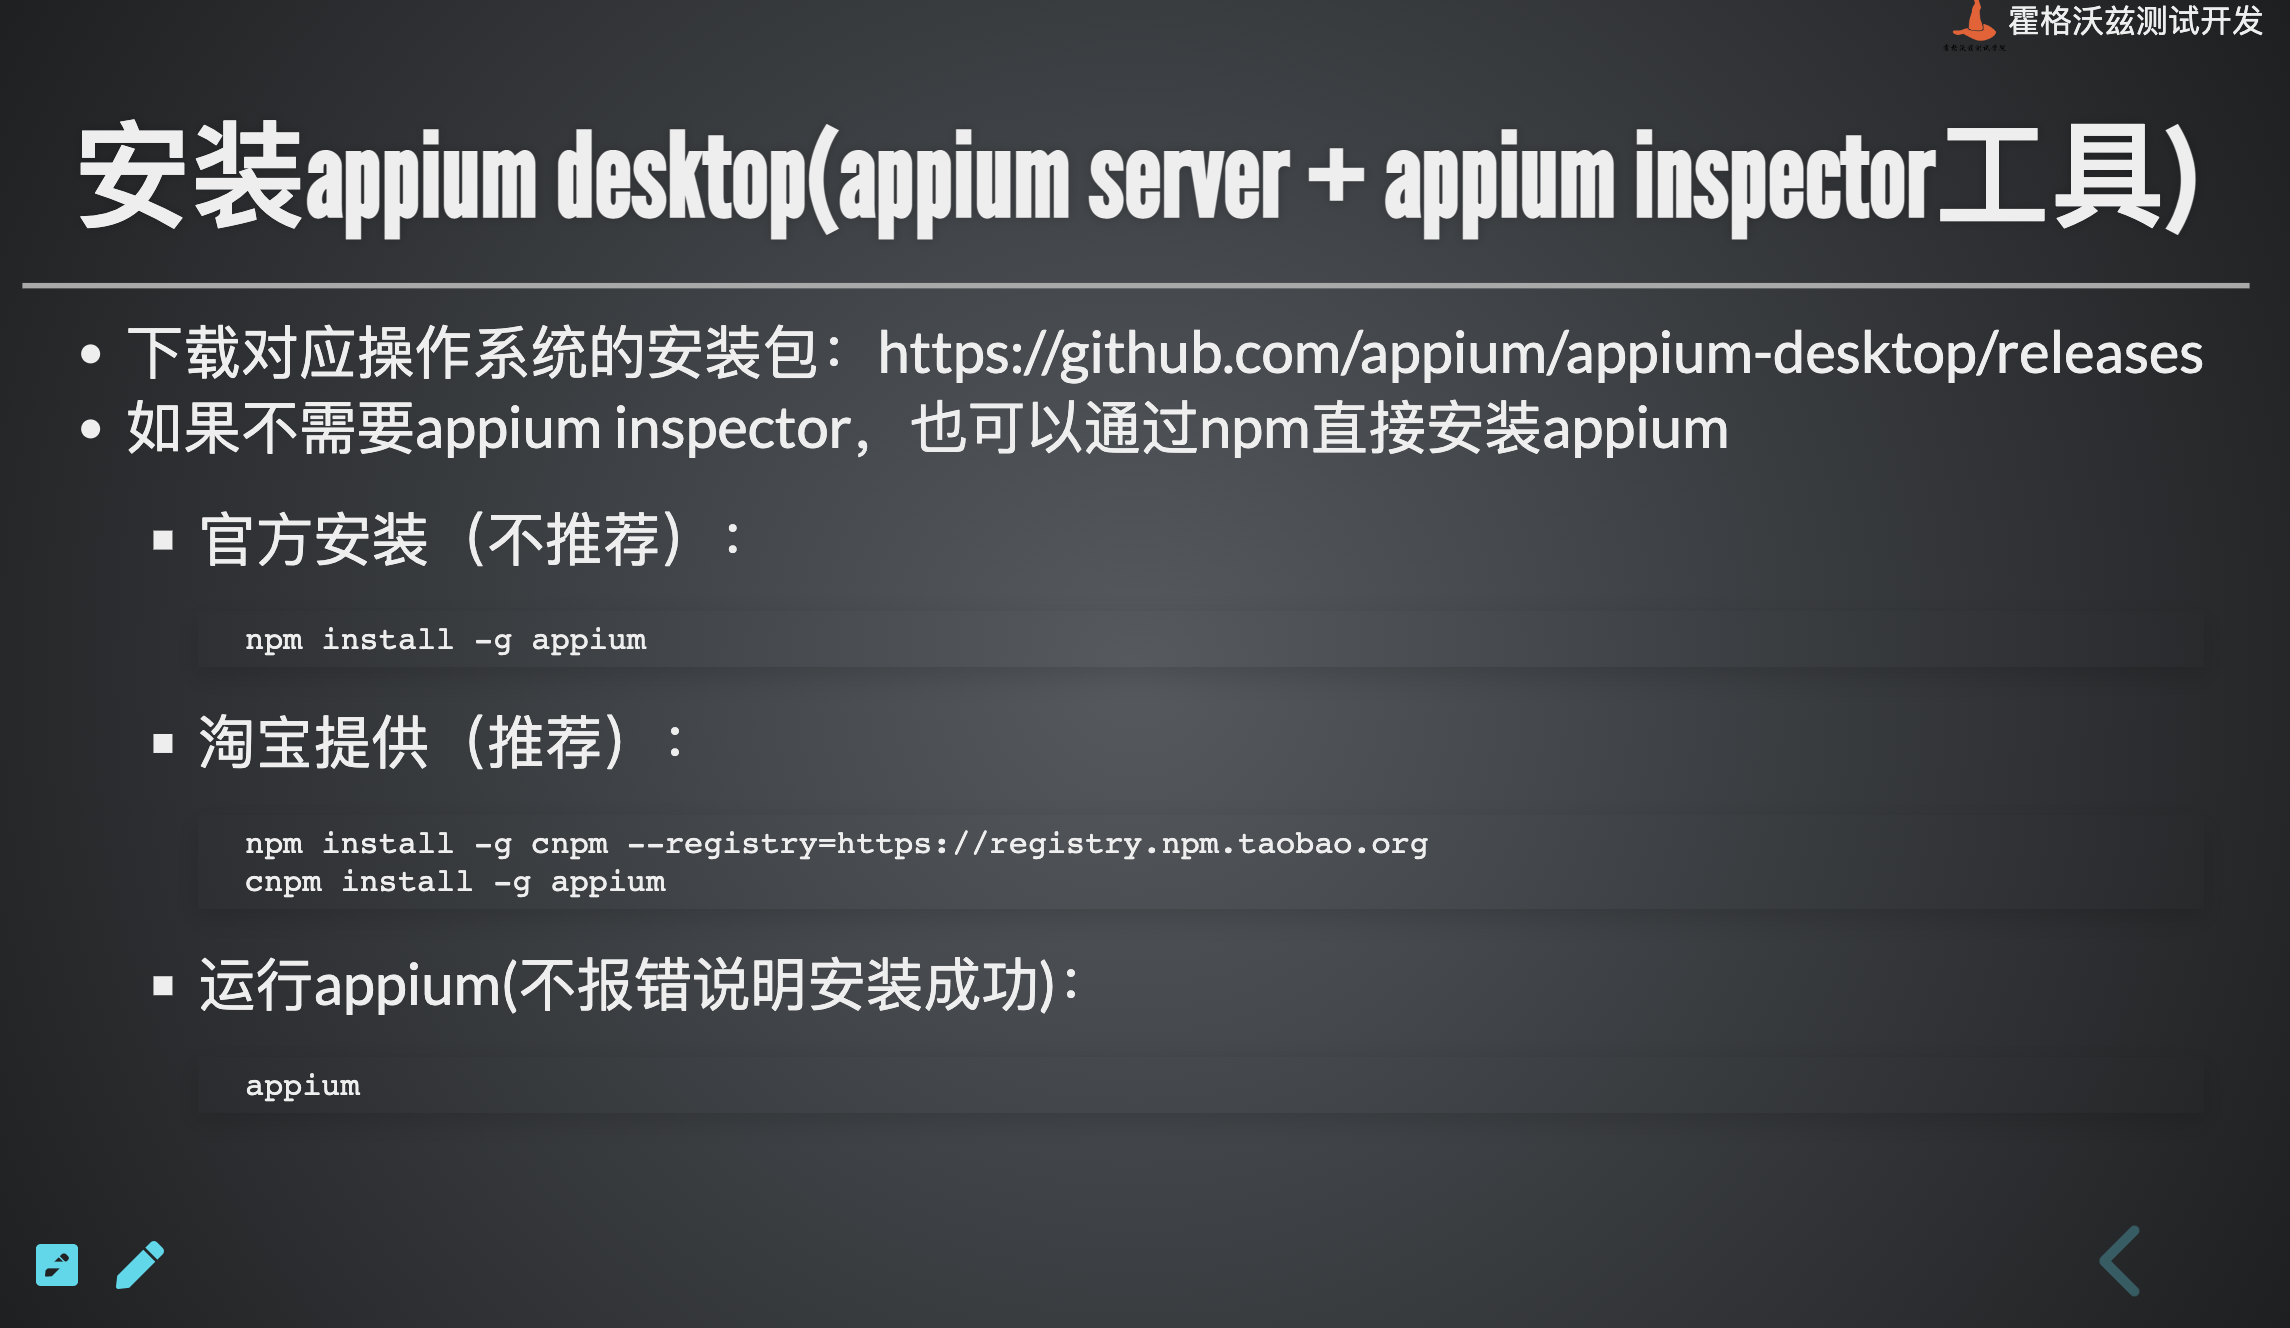 霍格沃兹测试开发
安装appium desktop(appium server + appium inspector工具)
下载对应操作系统的安装包：https://github.com/appium/appium-desktop/releases
如果不需要appium inspector，也可以通过npm直接安装appium
官方安装（不推荐）：
npm install -g appium
淘宝提供（推荐）：
npm install -g cnpm --registry=https://registry.npm.taobao.org
cnpm install -g appium
运行appium(不报错说明安装成功)：
appium